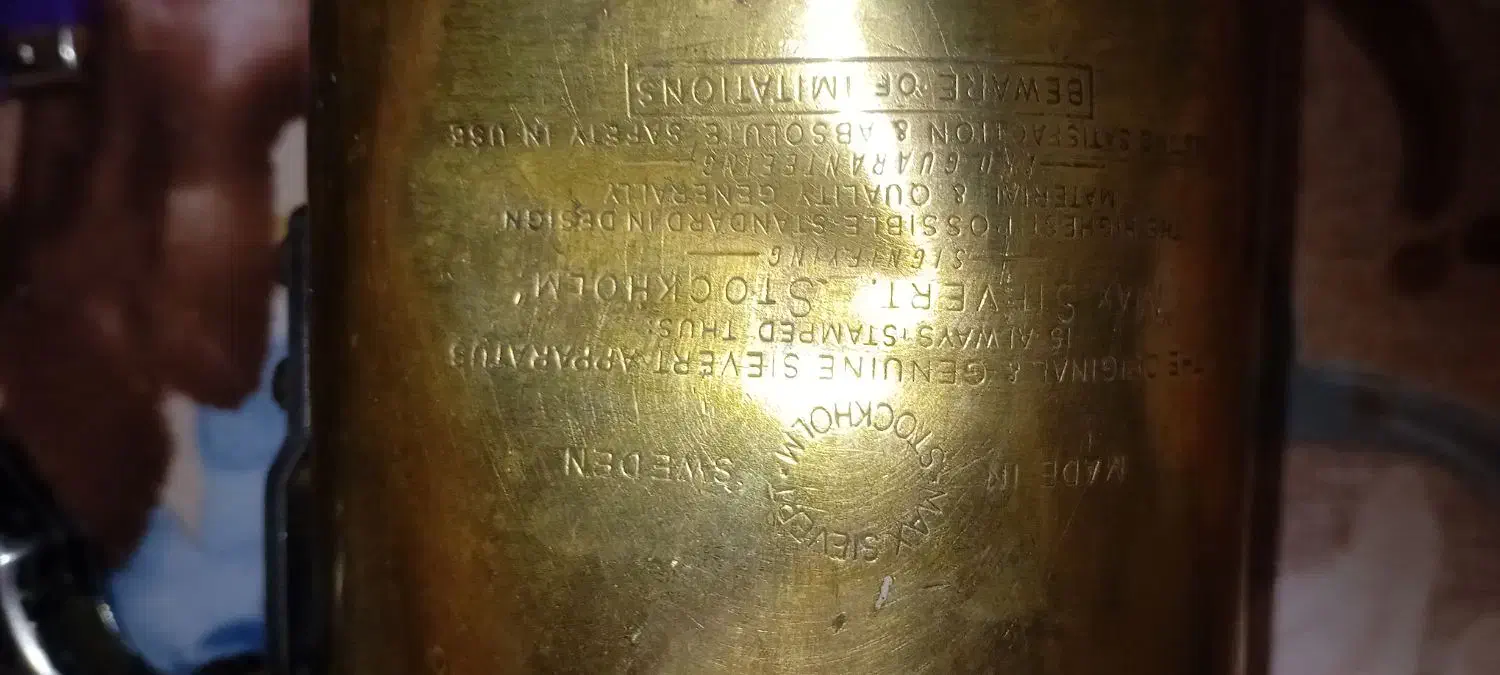 MAX SIEVERT · STOCKHOLM ·
MADE IN SWEDEN
THE ORIGINAL & GENUINE SIEVERT APPARATUS
IS ALWAYS STAMPED THUS:
"MAX SIEVERT. STOCKHOLM"
SIGNIFYING
THE HIGHEST POSSIBLE STANDARD IN DESIGN
MATERIAL & QUALITY GENERALLY
GUARANTEEING
SATISFACTION & ABSOLUTE SAFETY IN USE
BEWARE OF IMITATIONS